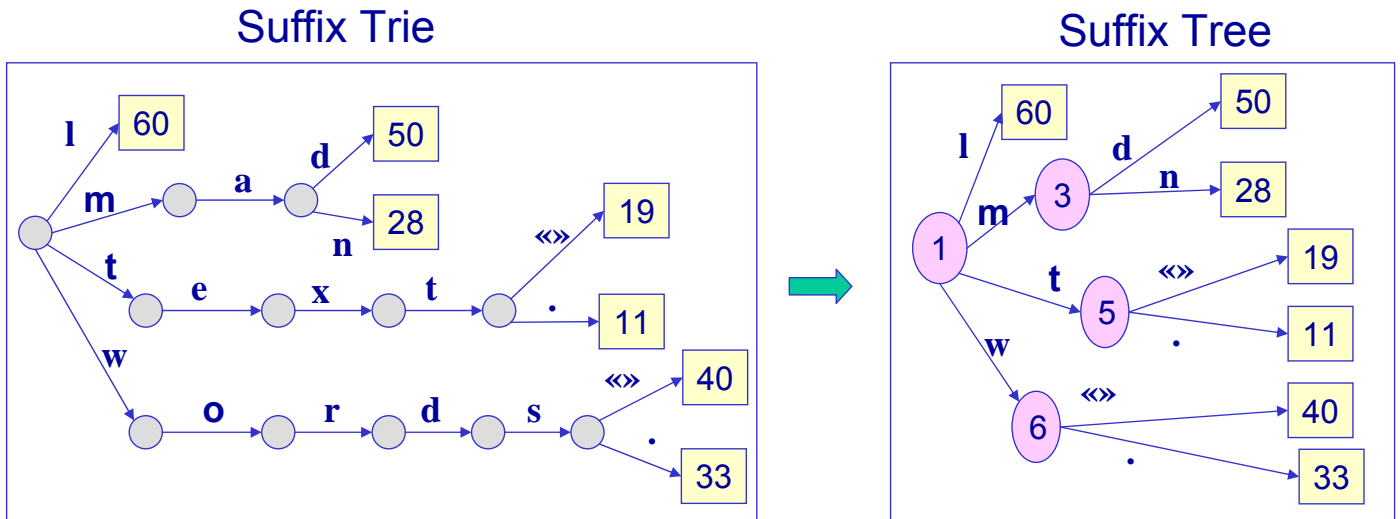 Suffix Trie
l
60
m
a
d
50
n
28
t
e
x
t
«»
19
.
11
w
o
r
d
s
«»
40
.
33
Suffix Tree
1
l
60
m
3
d
50
n
28
t
5
«»
19
.
11
w
6
«»
40
.
33